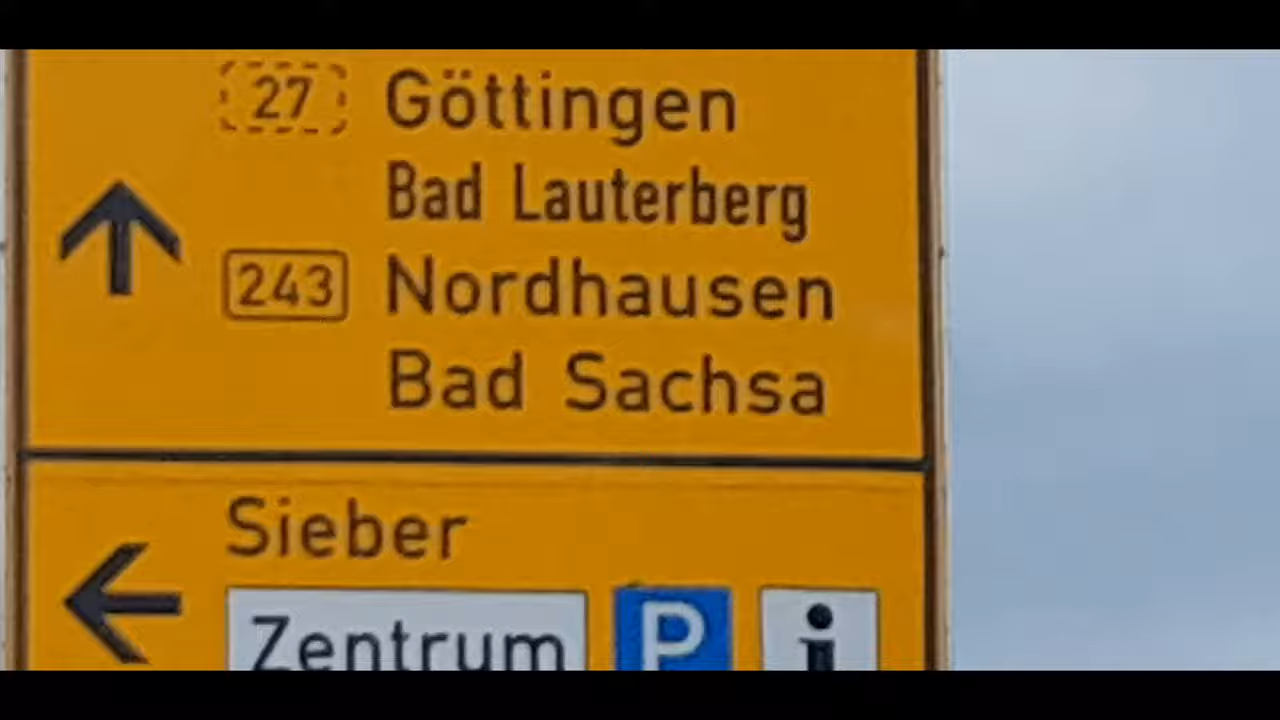 27 Göttingen
Bad Lauterberg
243 Nordhausen
Bad Sachsa
Sieber
Zentrum P i